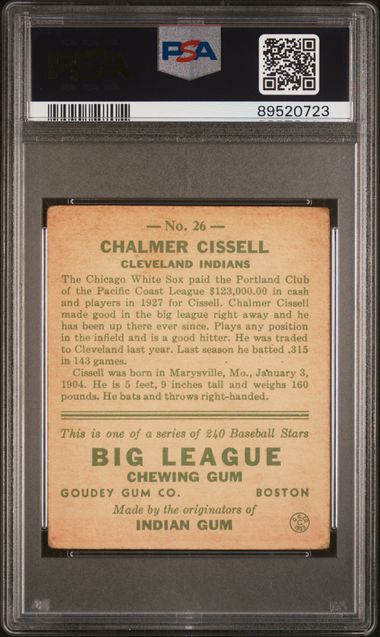 PSA
89520723
— No. 26 —
CHALMER CISSELL
CLEVELAND INDIANS
The Chicago White Sox paid the Portland Club
of the Pacific Coast League $123,000.00 in cash
and players in 1927 for Cissell. Chalmer Cissell
made good in the big league right away and he
has been up there ever since. Plays any position
in the infield and is a good hitter. He was traded
to Cleveland last year. Last season he batted .315
in 143 games.
Cissell was born in Marysville, Mo., January 3,
1904. He is 5 feet, 9 inches tall and weighs 160
pounds. He bats and throws right-handed.
This is one of a series of 240 Baseball Stars
BIG LEAGUE
CHEWING GUM
GOUDEY GUM CO. BOSTON
Made by the originators of
INDIAN GUM